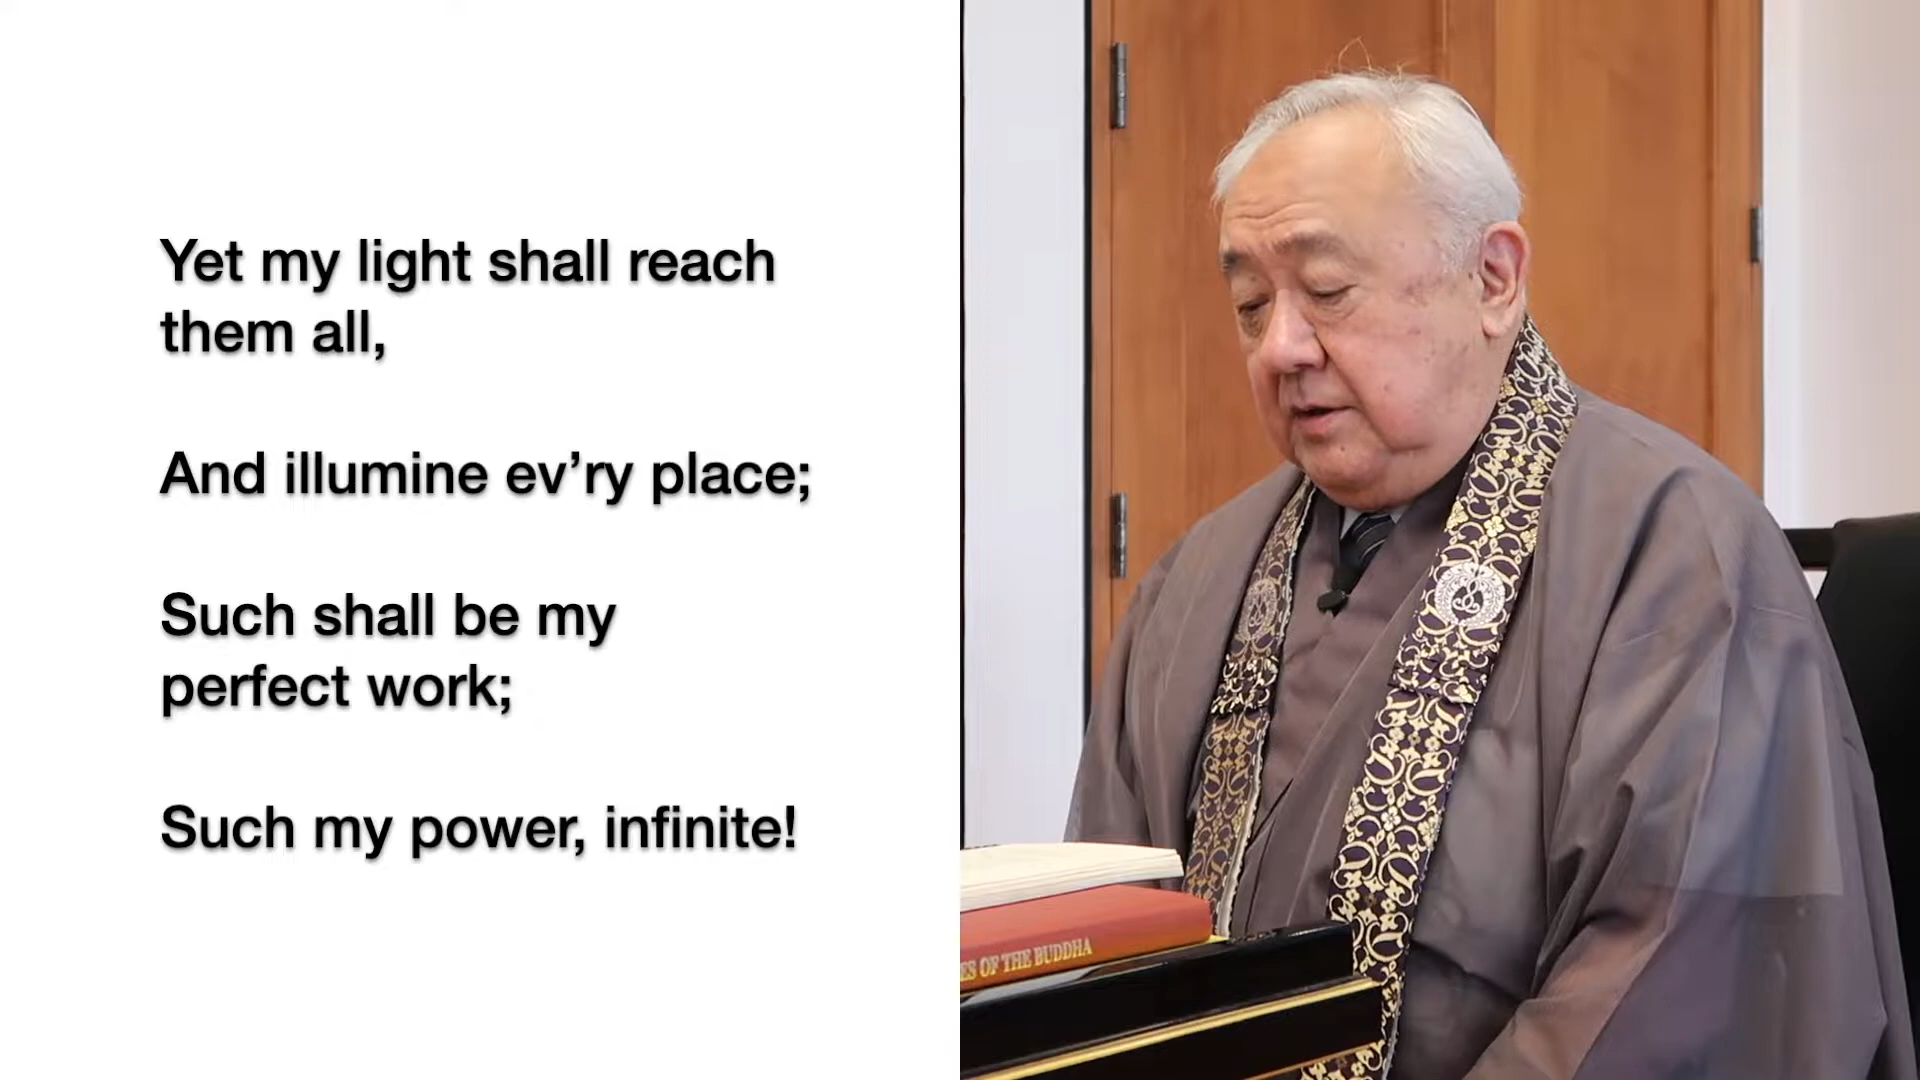 Yet my light shall reach
them all,
And illumine ev’ry place;
Such shall be my
perfect work;
Such my power, infinite!
OF THE BUDDHA